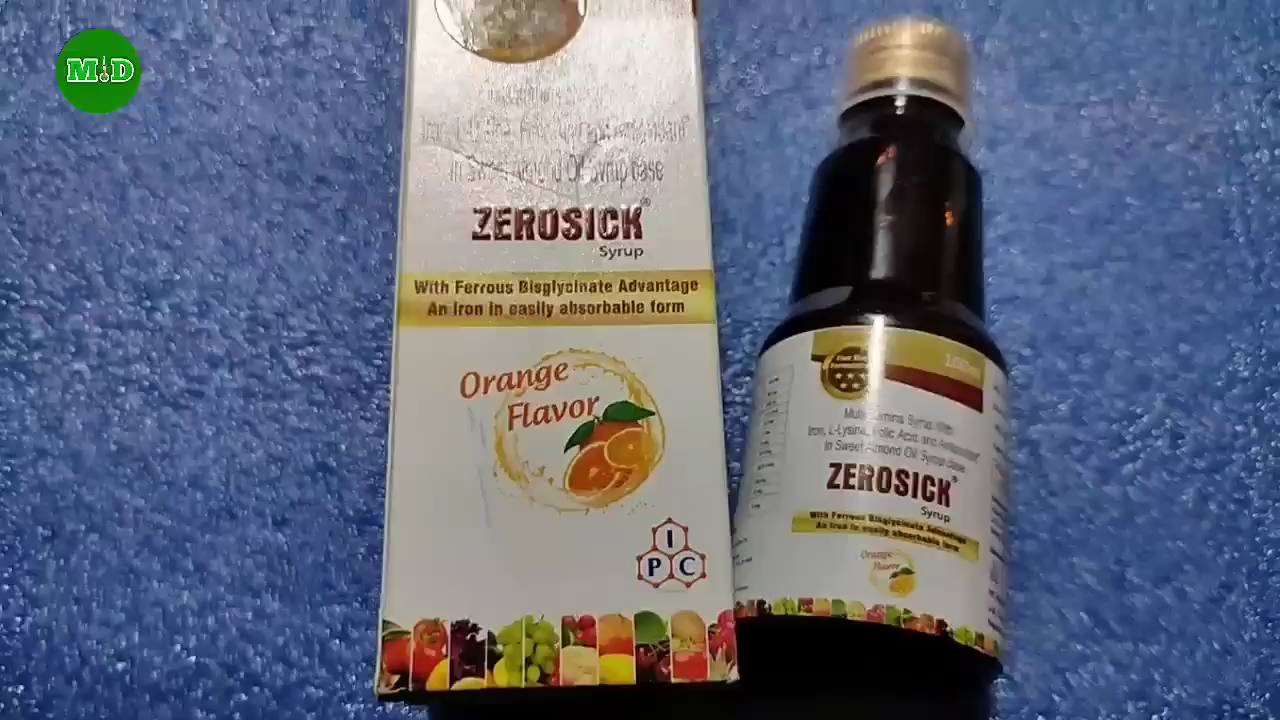 M D
In Sweet Almond Oil Syrup base
ZEROSICK®
Syrup
With Ferrous Bisglycinate Advantage
An Iron in easily absorbable form
Orange
Flavor
I
P C
100ml
Multivitamins Syrup With
Iron, L-Lysine, Folic Acid, and Antioxidant
In Sweet Almond Oil Syrup base
ZEROSICK®
Syrup
With Ferrous Bisglycinate Advantage
An Iron in easily absorbable form
Orange
Flavor